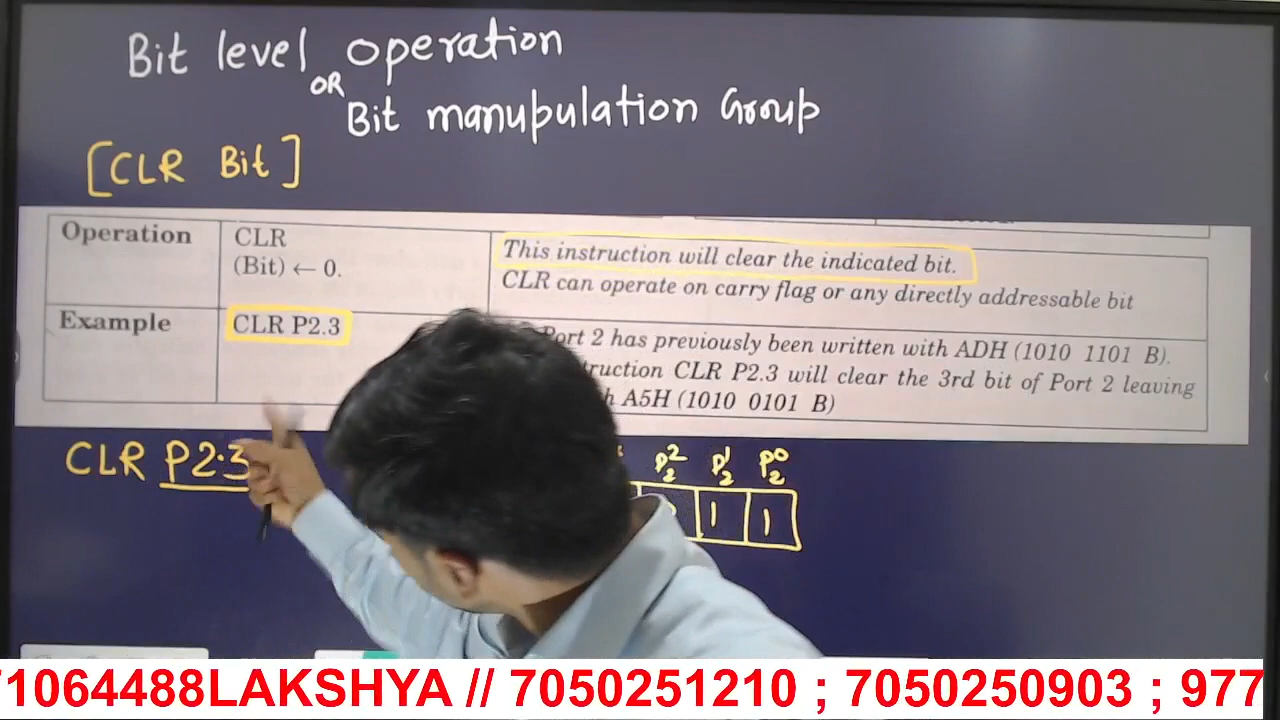 Bit level operation
OR
Bit manupulation Group
[CLR Bit]
Operation
CLR
(Bit) ← 0.
This instruction will clear the indicated bit.
CLR can operate on carry flag or any directly addressable bit
Example
CLR P2.3
Port 2 has previously been written with ADH (1010 1101 B).
CLR P2.3 will clear the 3rd bit of Port 2 leaving
A5H (1010 0101 B)
CLR P2.3
P2² P2¹ P2⁰
1 1
1064488LAKSHYA // 7050251210 ; 7050250903 ; 977